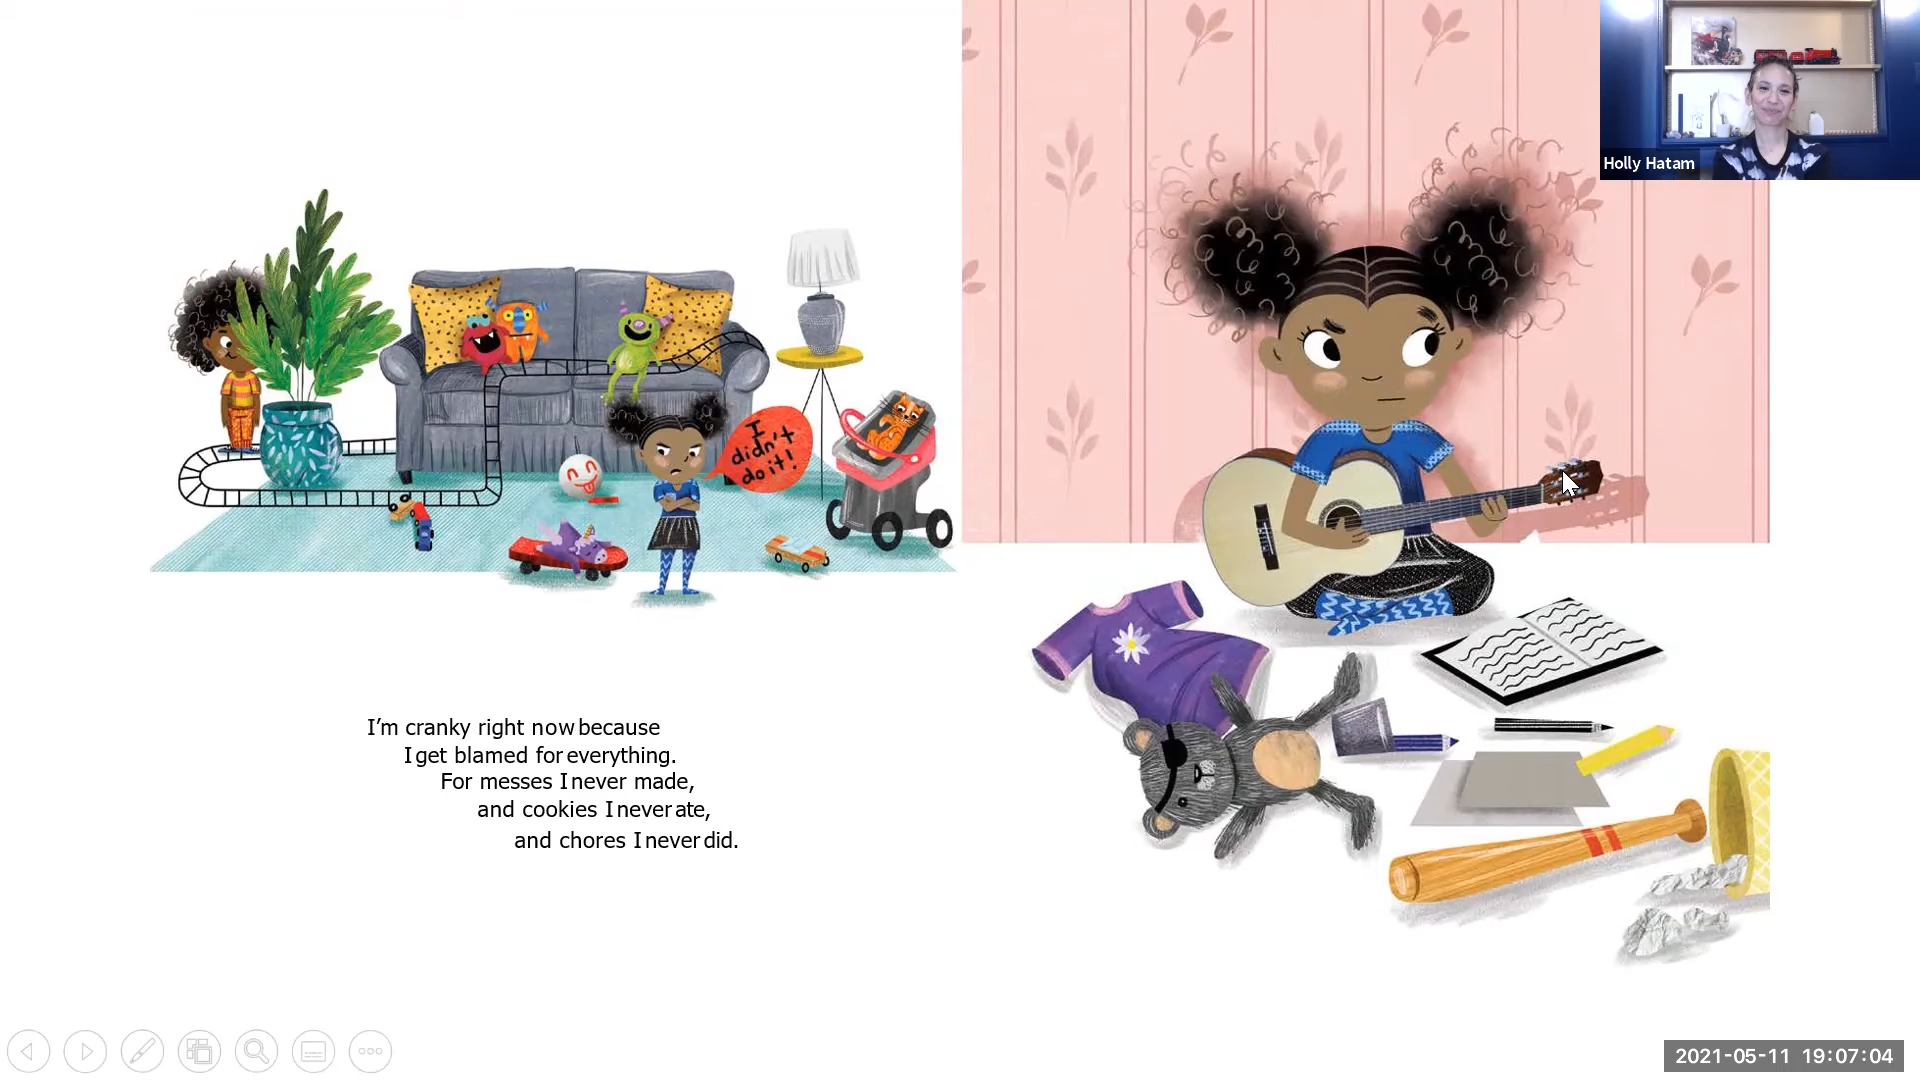 Holly Hatam
I
didn't
do it!
I'm cranky right now because
I get blamed for everything.
For messes I never made,
and cookies I never ate,
and chores I never did.
2021-05-11 19:07:04